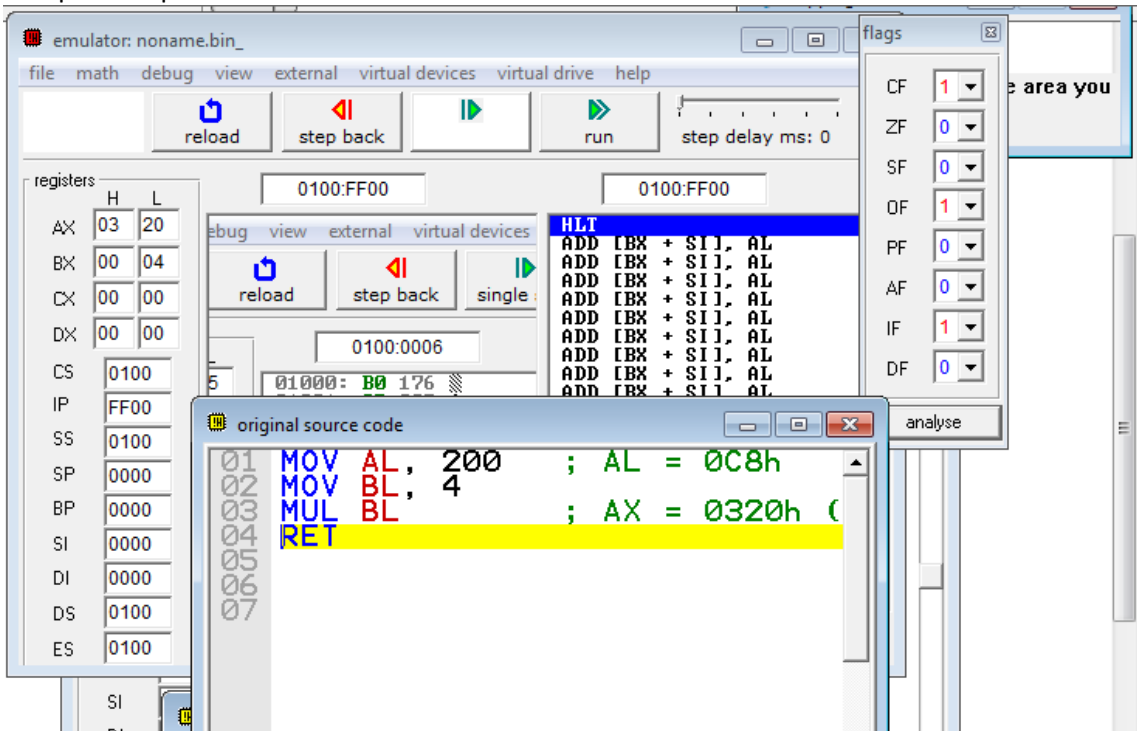 emulator: noname.bin_
flags
file math debug view external virtual devices virtual drive help
reload step back run step delay ms: 0
CF 1
ZF 0
SF 0
OF 1
PF 0
AF 0
IF 1
DF 0
analyse
area you
registers
H L
AX 03 20
BX 00 04
CX 00 00
DX 00 00
CS 0100
IP FF00
SS 0100
SP 0000
BP 0000
SI 0000
DI 0000
DS 0100
ES 0100
0100:FF00 0100:FF00
view external virtual devices
reload step back single
0100:0006
01000: B0 176
HLT
ADD [BX + SI], AL
ADD [BX + SI], AL
ADD [BX + SI], AL
ADD [BX + SI], AL
ADD [BX + SI], AL
ADD [BX + SI], AL
ADD [BX + SI], AL
ADD [BX + SI], AL
ADD [BX + SI], AL
original source code
01 MOV AL, 200 ; AL = 0C8h
02 MOV BL, 4
03 MUL BL ; AX = 0320h (
04 RET
05
06
07
SI